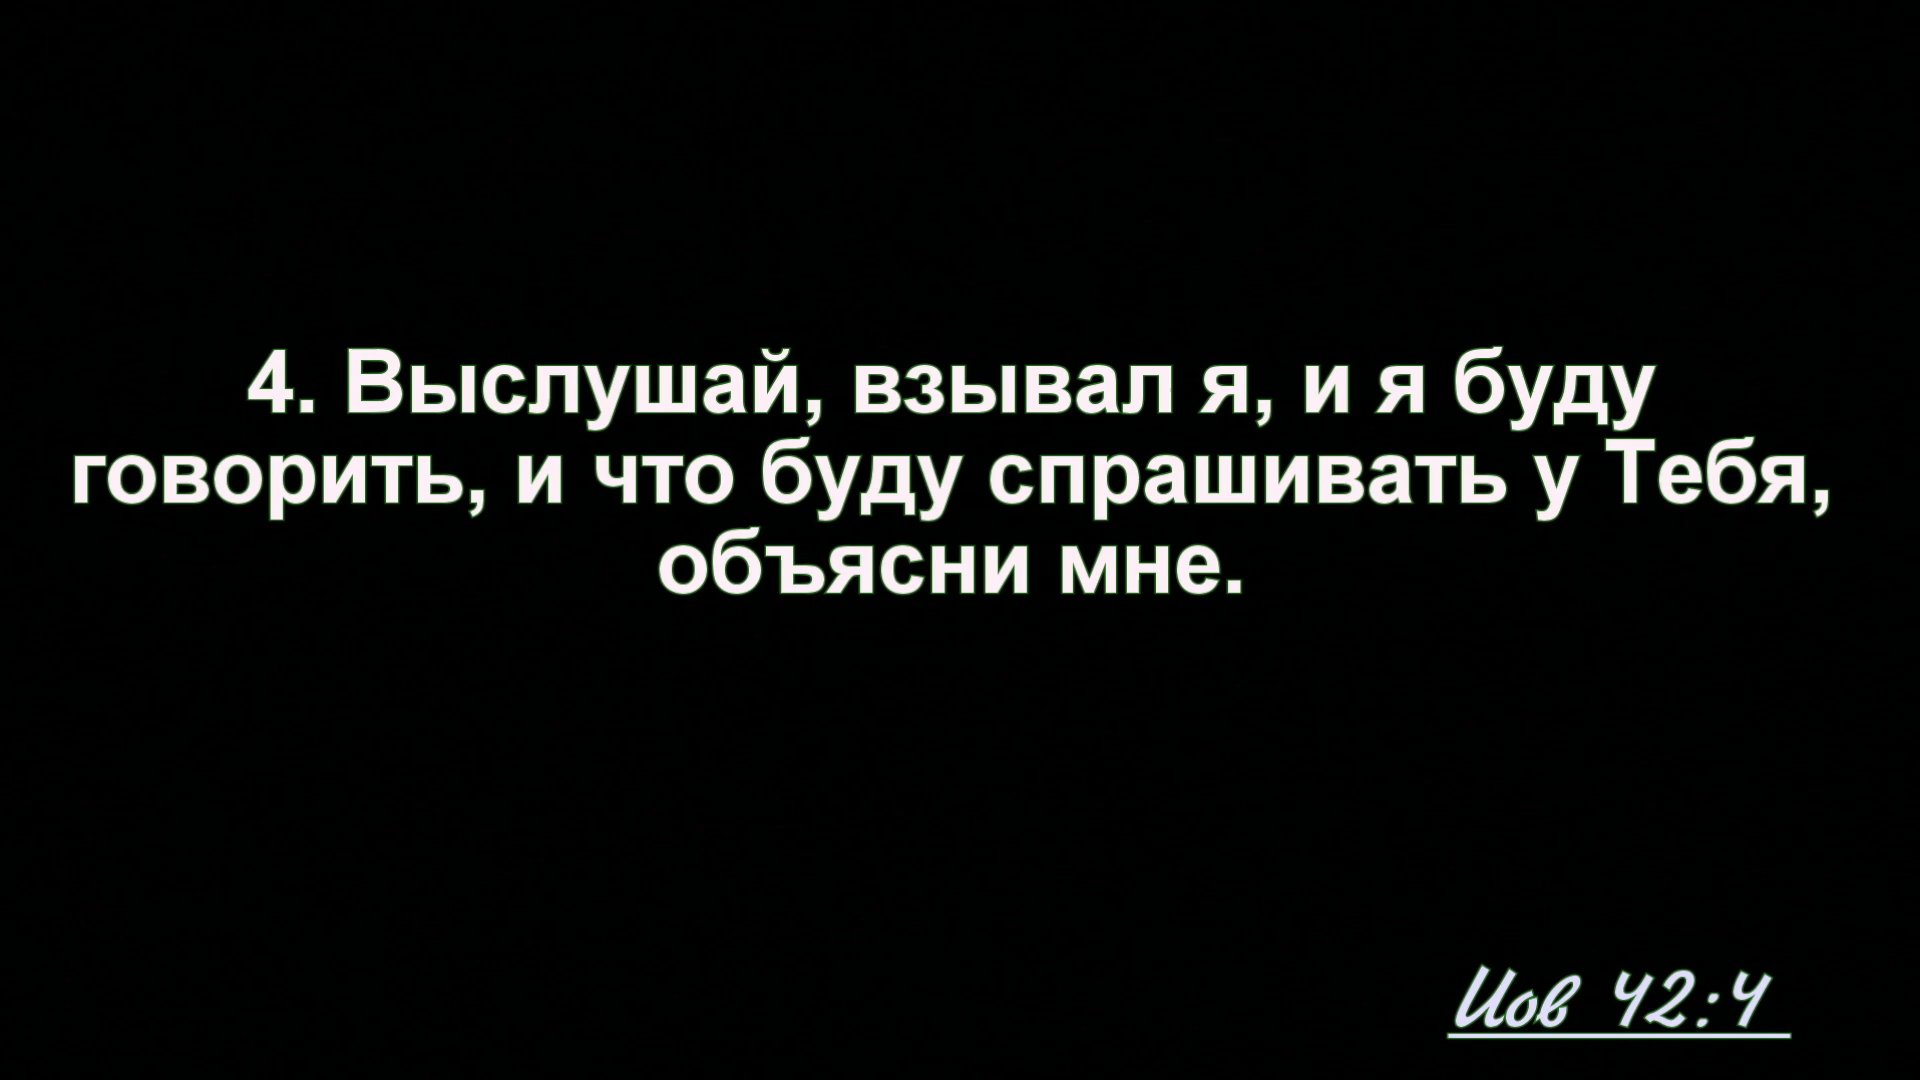 4. Выслушай, взывал я, и я буду
говорить, и что буду спрашивать у Тебя,
объясни мне.
Иов 42:4